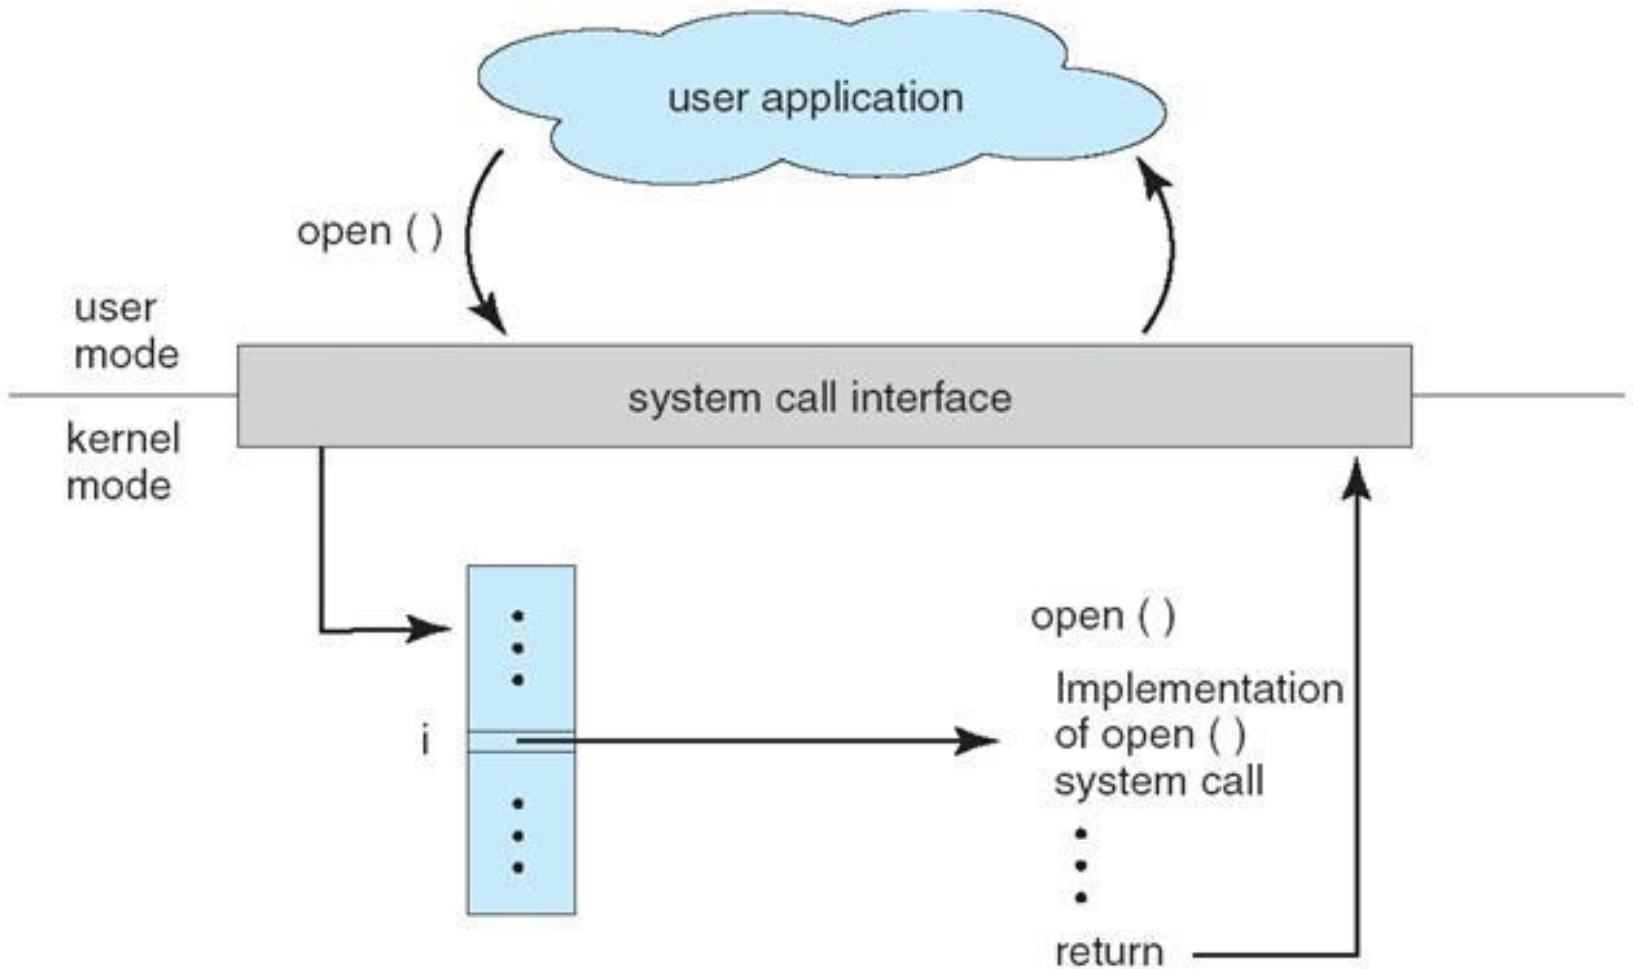 user application
open ( )
user
mode
system call interface
kernel
mode
open ( )
Implementation
of open ( )
system call
i
return